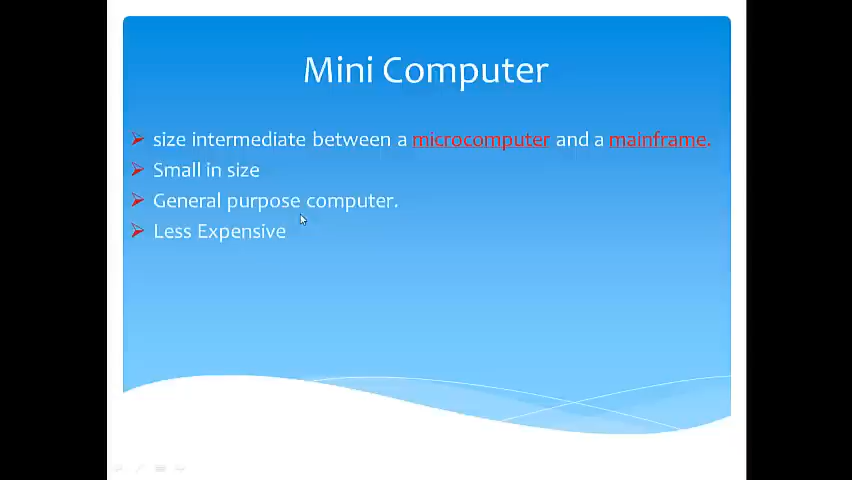 Mini Computer
size intermediate between a microcomputer and a mainframe.
Small in size
General purpose computer.
Less Expensive